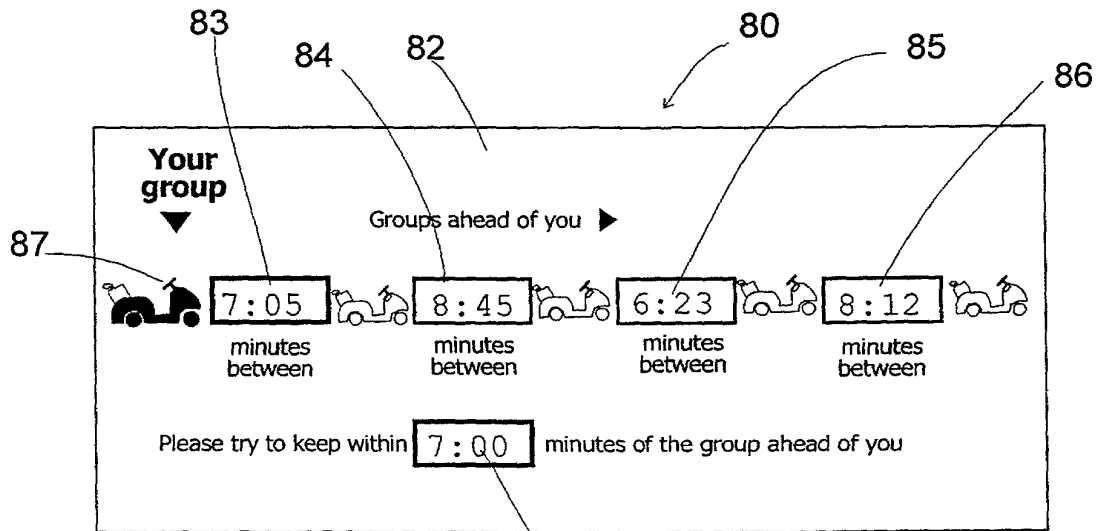 83
84
82
80
85
86
Your
group
Groups ahead of you
87
7:05
8:45
6:23
8:12
minutes
between
minutes
between
minutes
between
minutes
between
Please try to keep within 7:00 minutes of the group ahead of you